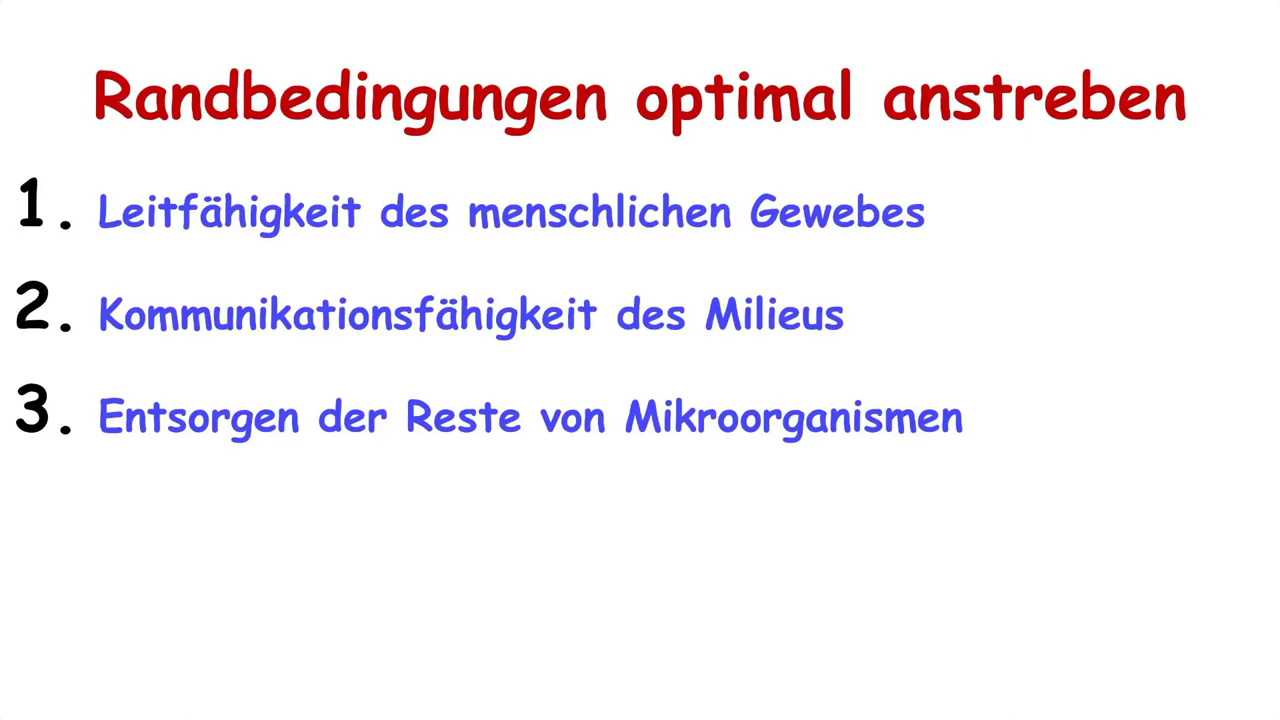 Randbedingungen optimal anstreben
1. Leitfähigkeit des menschlichen Gewebes
2. Kommunikationsfähigkeit des Milieus
3. Entsorgen der Reste von Mikroorganismen